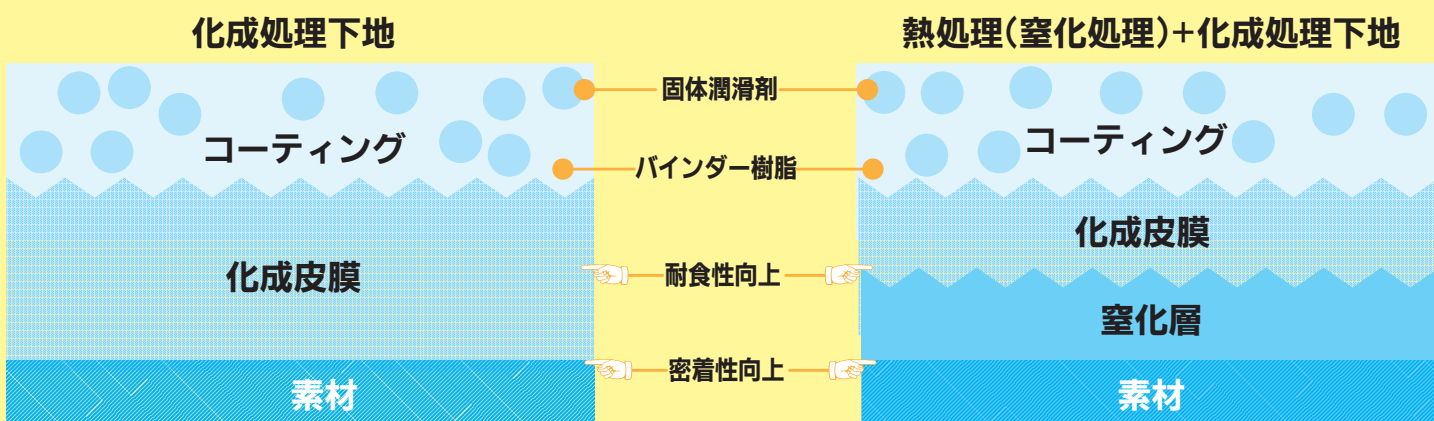 化成処理下地
熱処理(窒化処理)+化成処理下地
固体潤滑剤
コーティング
コーティング
バインダー樹脂
化成皮膜
化成皮膜
耐食性向上
窒化層
密着性向上
素材
素材